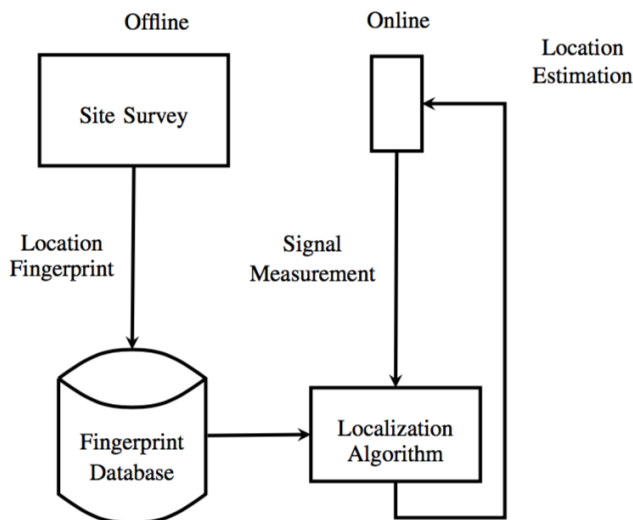 Offline
Online
Location
Estimation
Site Survey
Location
Fingerprint
Signal
Measurement
Fingerprint
Database
Localization
Algorithm